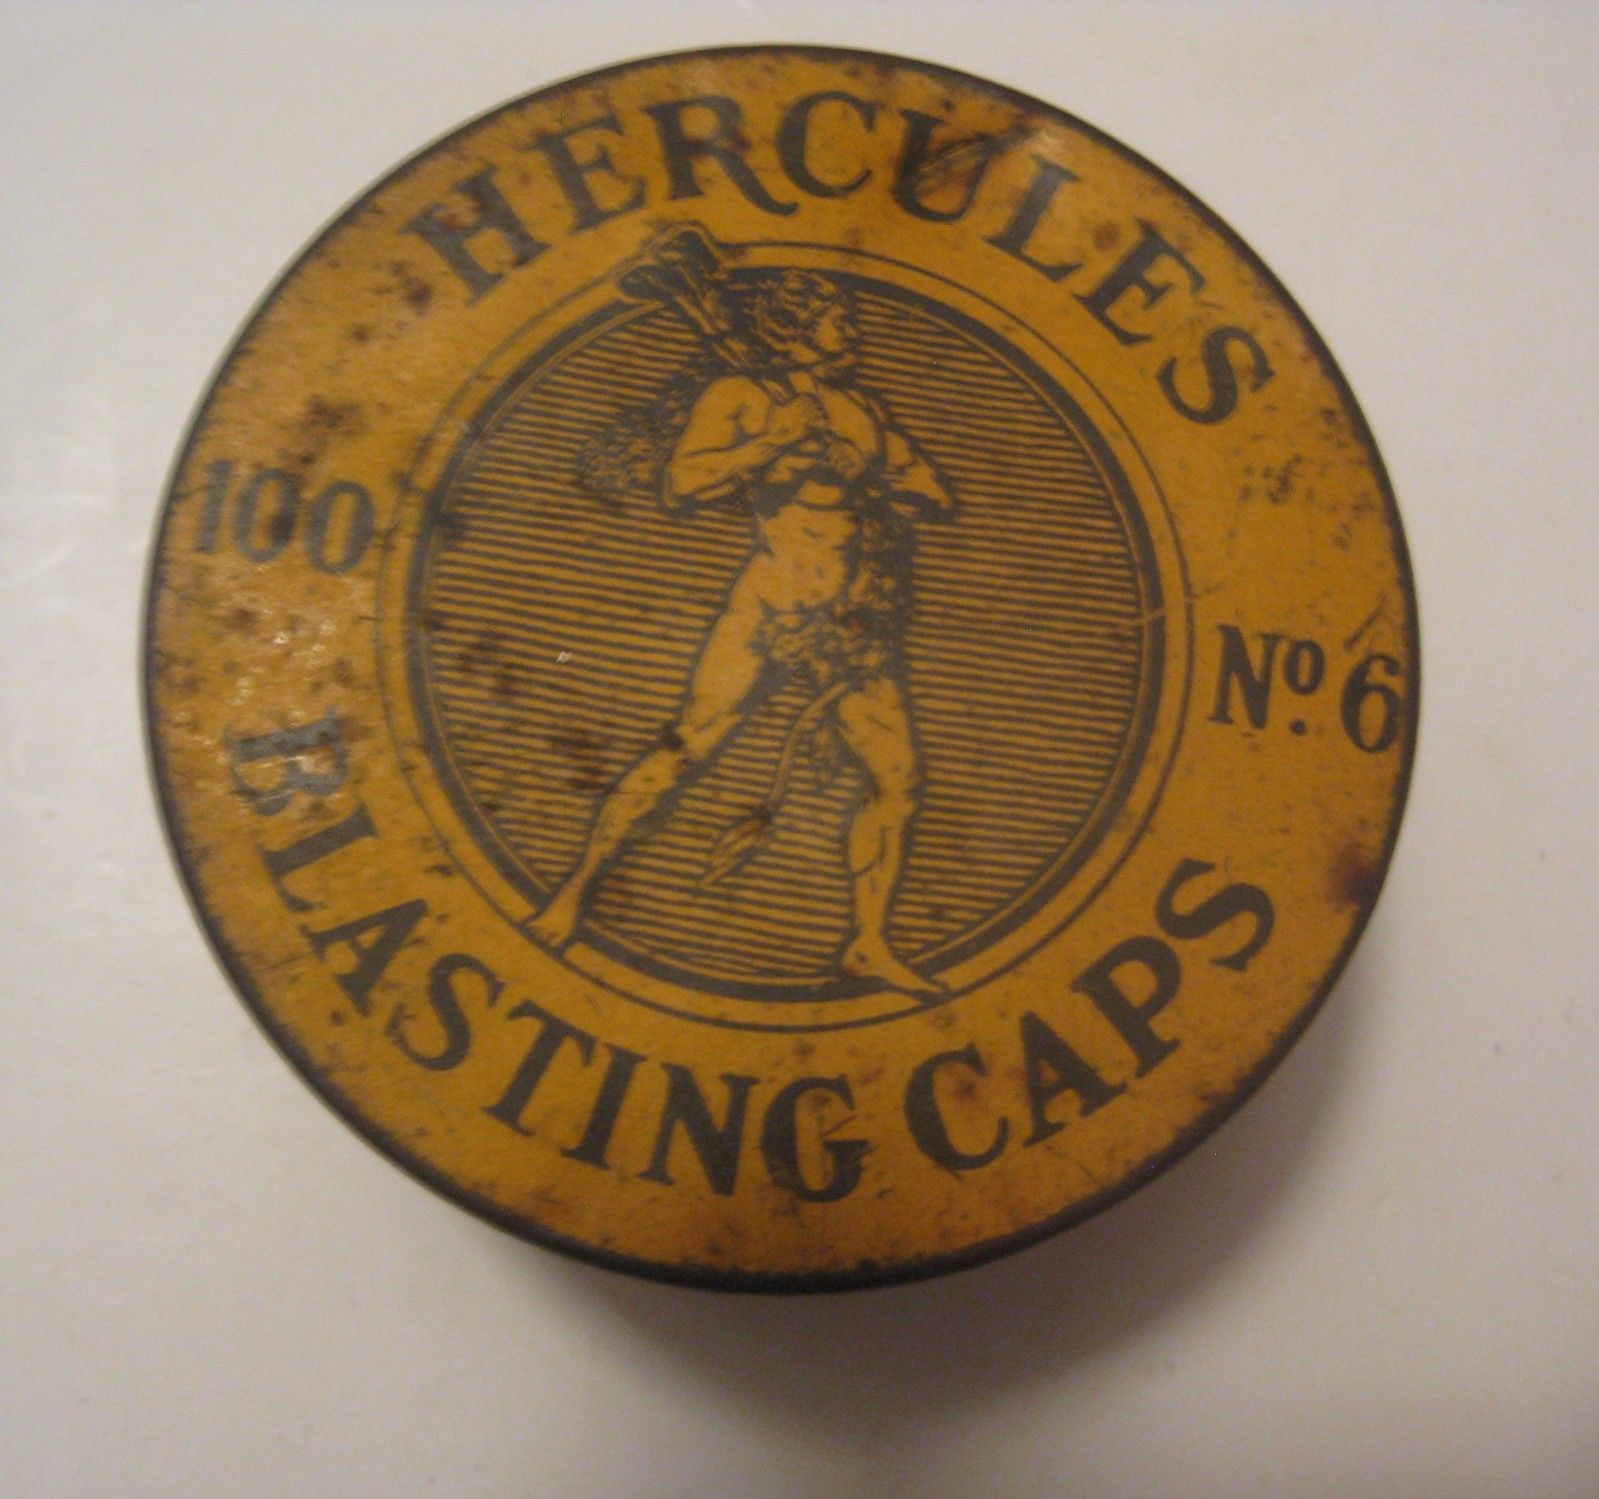 HERCULES
100
No. 6
BLASTING CAPS